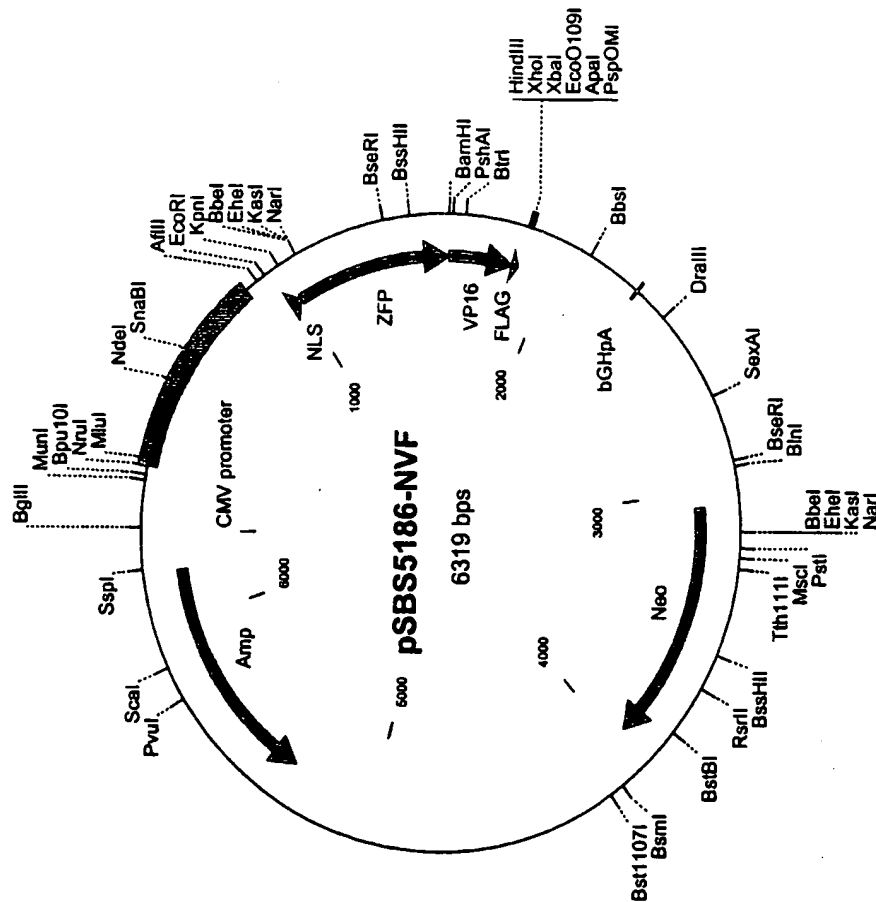 pSBS5186-NVF
6319 bps
BglII
MunI
Bpu10I
NruI
MluI
NdeI
SnaBI
AflII
EcoRI
KpnI
BbeI
EheI
KasI
NarI
BseRI
BssHII
BamHI
PshAI
BtrI
HindIII
XhoI
XbaI
EcoO109I
ApaI
PspOMI
BbsI
DraIII
SexAI
BseRI
BlnI
BbeI
EheI
KasI
NarI
PstI
MscI
Tth111I
BssHII
RsrII
BstBI
BsmI
Bst1107I
PvuI
ScaI
SspI
CMV promoter
NLS
ZFP
VP16
FLAG
bGHpA
Neo
Amp
1000
2000
3000
4000
5000
6000